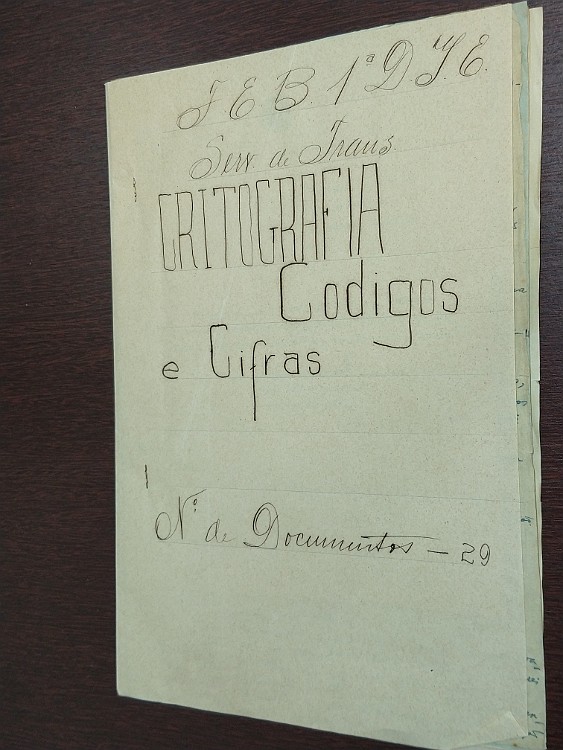 F E B. 1ª D.I.E.
Serv. de Trans.
CRITOGRAFIA
Codigos
e Cifras
Nº de Documentos – 29